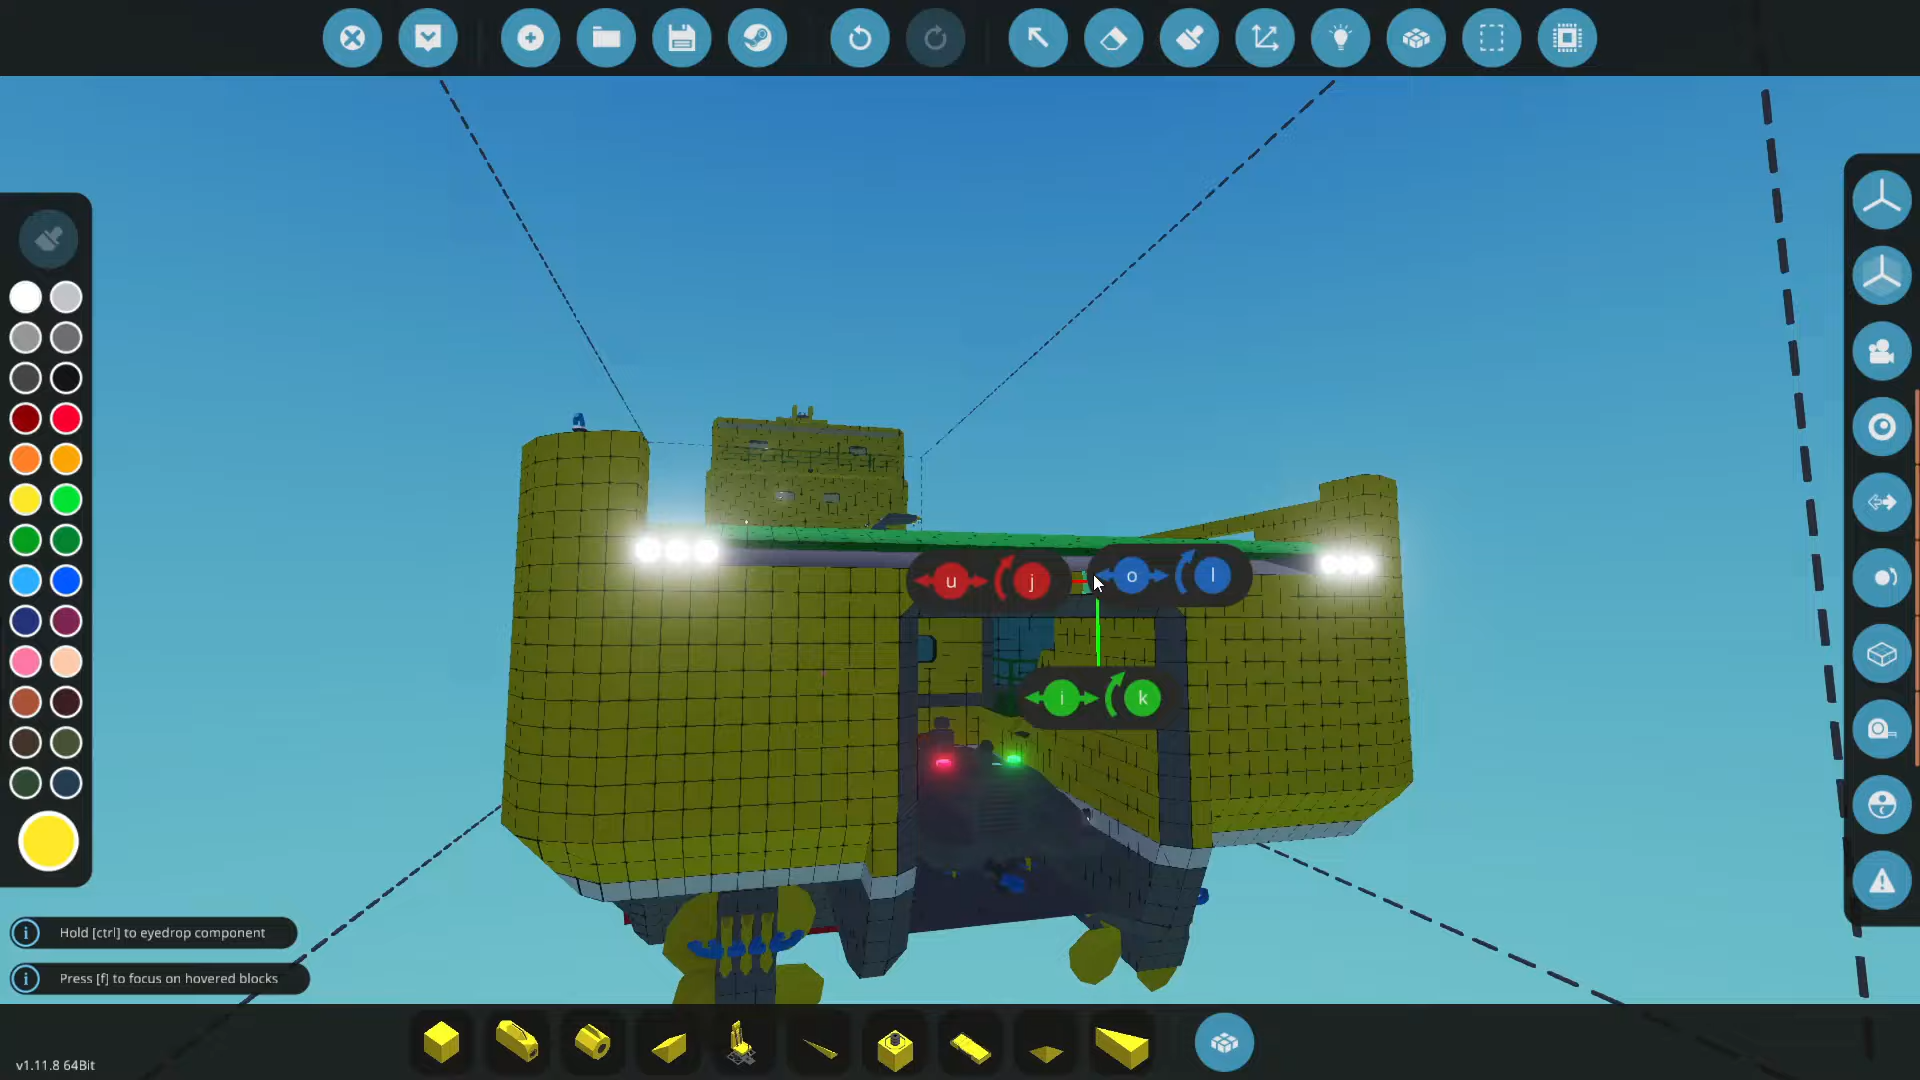 u j o l
i k
Hold [ctrl] to eyedrop component
Press [f] to focus on hovered blocks
v1.11.8 64Bit